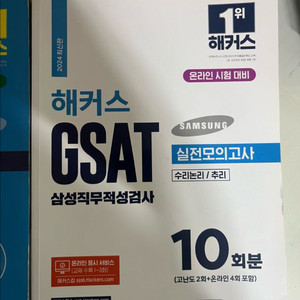 2024 최신판
1위
해커스
온라인 시험 대비
해커스
GSAT
삼성직무적성검사
SAMSUNG
실전모의고사
수리논리 / 추리
온라인 응시 서비스
10회분
(고난도 2회+온라인 4회 포함)